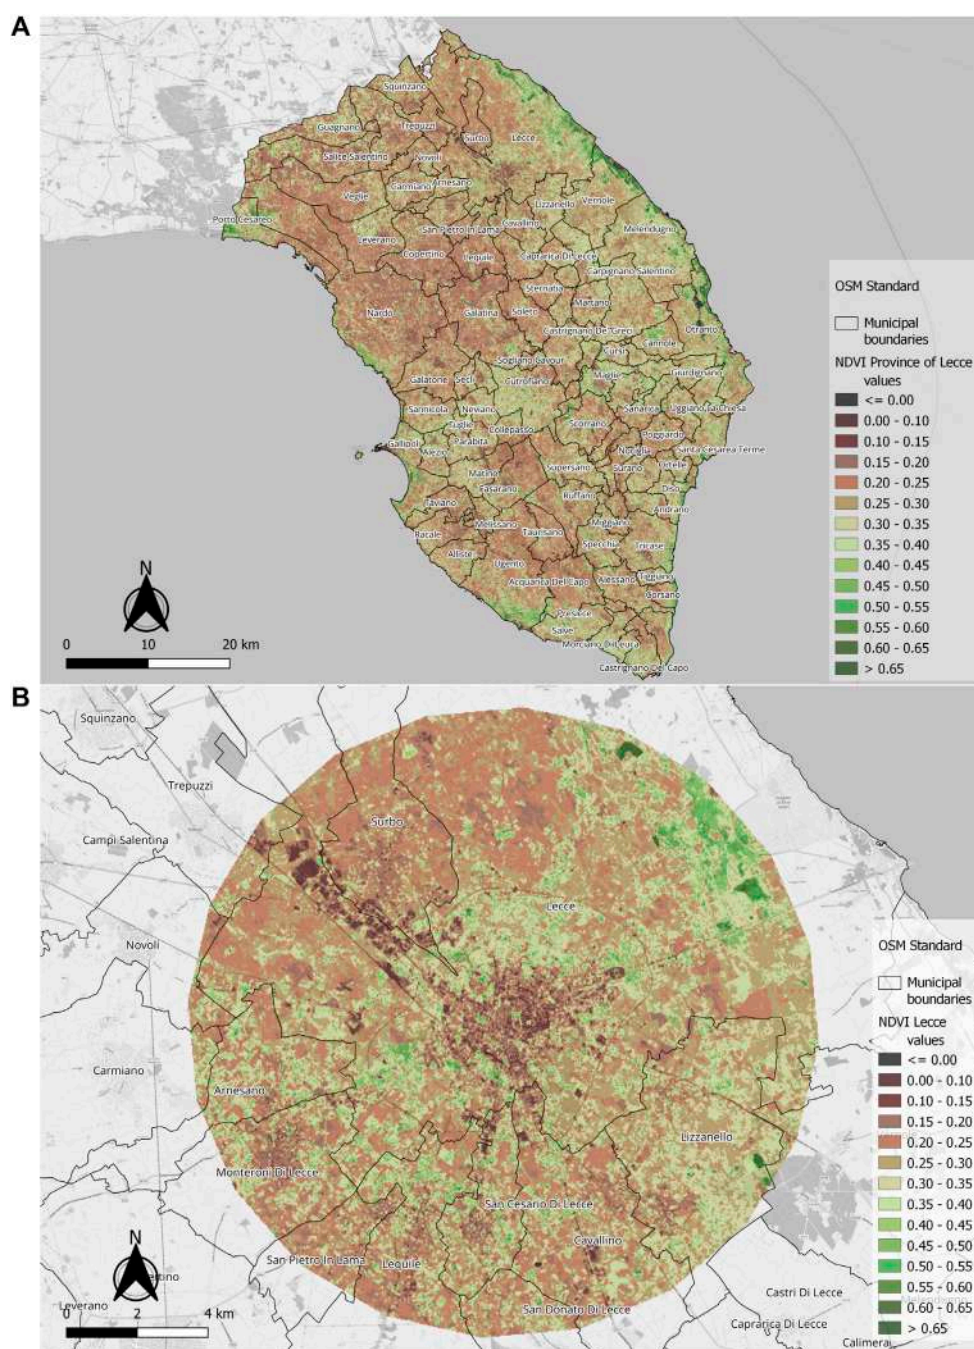 A
Squinzano
Guagnano
Trepuzzi
Surbo
Lecce
Salice Salentino
Novoli
Carmiano
Arnesano
Veglie
Lizzanello
Vernole
Porto Cesareo
San Pietro In Lama
Cavallino
Melendugno
Leverano
Copertino
Lequile
Caprarica Di Lecce
Carpignano Salentino
Sternatia
Martano
Nardo
Galatina
Soleto
Otranto
Castrignano De' Greci
Cannole
Cursi
Sogliano Cavour
Maglie
Giurdignano
Galatone
Secli
Cutrofiano
Sannicola
Neviano
Sanarica
Uggiano La Chiesa
Tuglie
Collepasso
Scorrano
Poggiardo
Gallipoli
Parabita
Alezio
Nociglia
Santa Cesarea Terme
Matino
Supersano
Surano
Ortelle
Casarano
Ruffano
Diso
Taviano
Andrano
Melissano
Miggiano
Racale
Taurisano
Specchia
Tricase
Alliste
Ugento
Acquarica Del Capo
Alessano
Tiggiano
Corsano
Presicce
Salve
Morciano Di Leuca
Castrignano Del Capo
N
0 10 20 km
OSM Standard
Municipal
boundaries
NDVI Province of Lecce
values
<= 0.00
0.00 - 0.10
0.10 - 0.15
0.15 - 0.20
0.20 - 0.25
0.25 - 0.30
0.30 - 0.35
0.35 - 0.40
0.40 - 0.45
0.45 - 0.50
0.50 - 0.55
0.55 - 0.60
0.60 - 0.65
> 0.65
B
Squinzano
Trepuzzi
Surbo
Campi Salentina
Lecce
Novoli
Carmiano
Arnesano
Lizzanello
Monteroni Di Lecce
San Cesario Di Lecce
Cavallino
San Pietro In Lama
Lequile
San Donato Di Lecce
Leverano
Castri Di Lecce
Caprarica Di Lecce
Calimera
N
0 2 4 km
OSM Standard
Municipal
boundaries
NDVI Lecce
values
<= 0.00
0.00 - 0.10
0.10 - 0.15
0.15 - 0.20
0.20 - 0.25
0.25 - 0.30
0.30 - 0.35
0.35 - 0.40
0.40 - 0.45
0.45 - 0.50
0.50 - 0.55
0.55 - 0.60
0.60 - 0.65
> 0.65